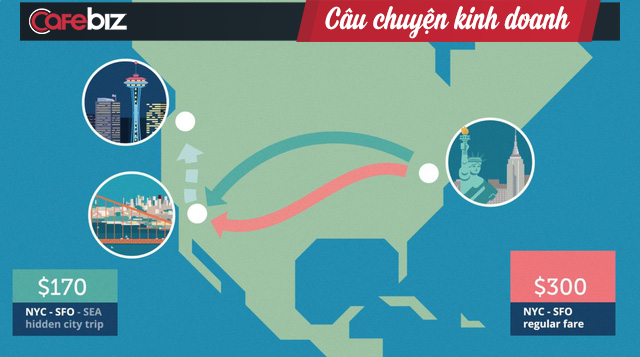 Cafebiz
Câu chuyện kinh doanh
$170
NYC - SFO - SEA
hidden city trip
$300
NYC - SFO
regular fare